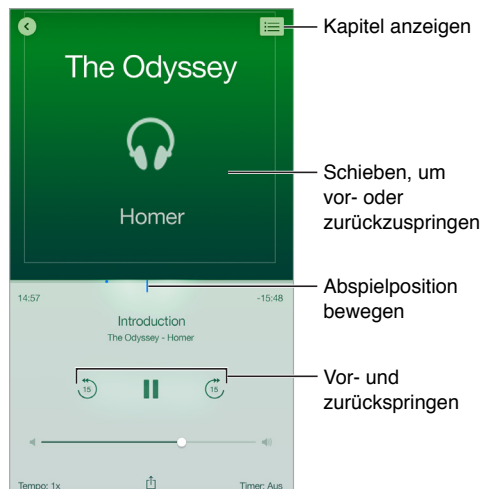 Kapitel anzeigen
The Odyssey
Homer
Schieben, um
vor- oder
zurückzuspringen
Abspielposition
bewegen
14:57
-15:48
Introduction
The Odyssey - Homer
Vor- und
zurückspringen
15
15
Tempo: 1x
Timer: Aus